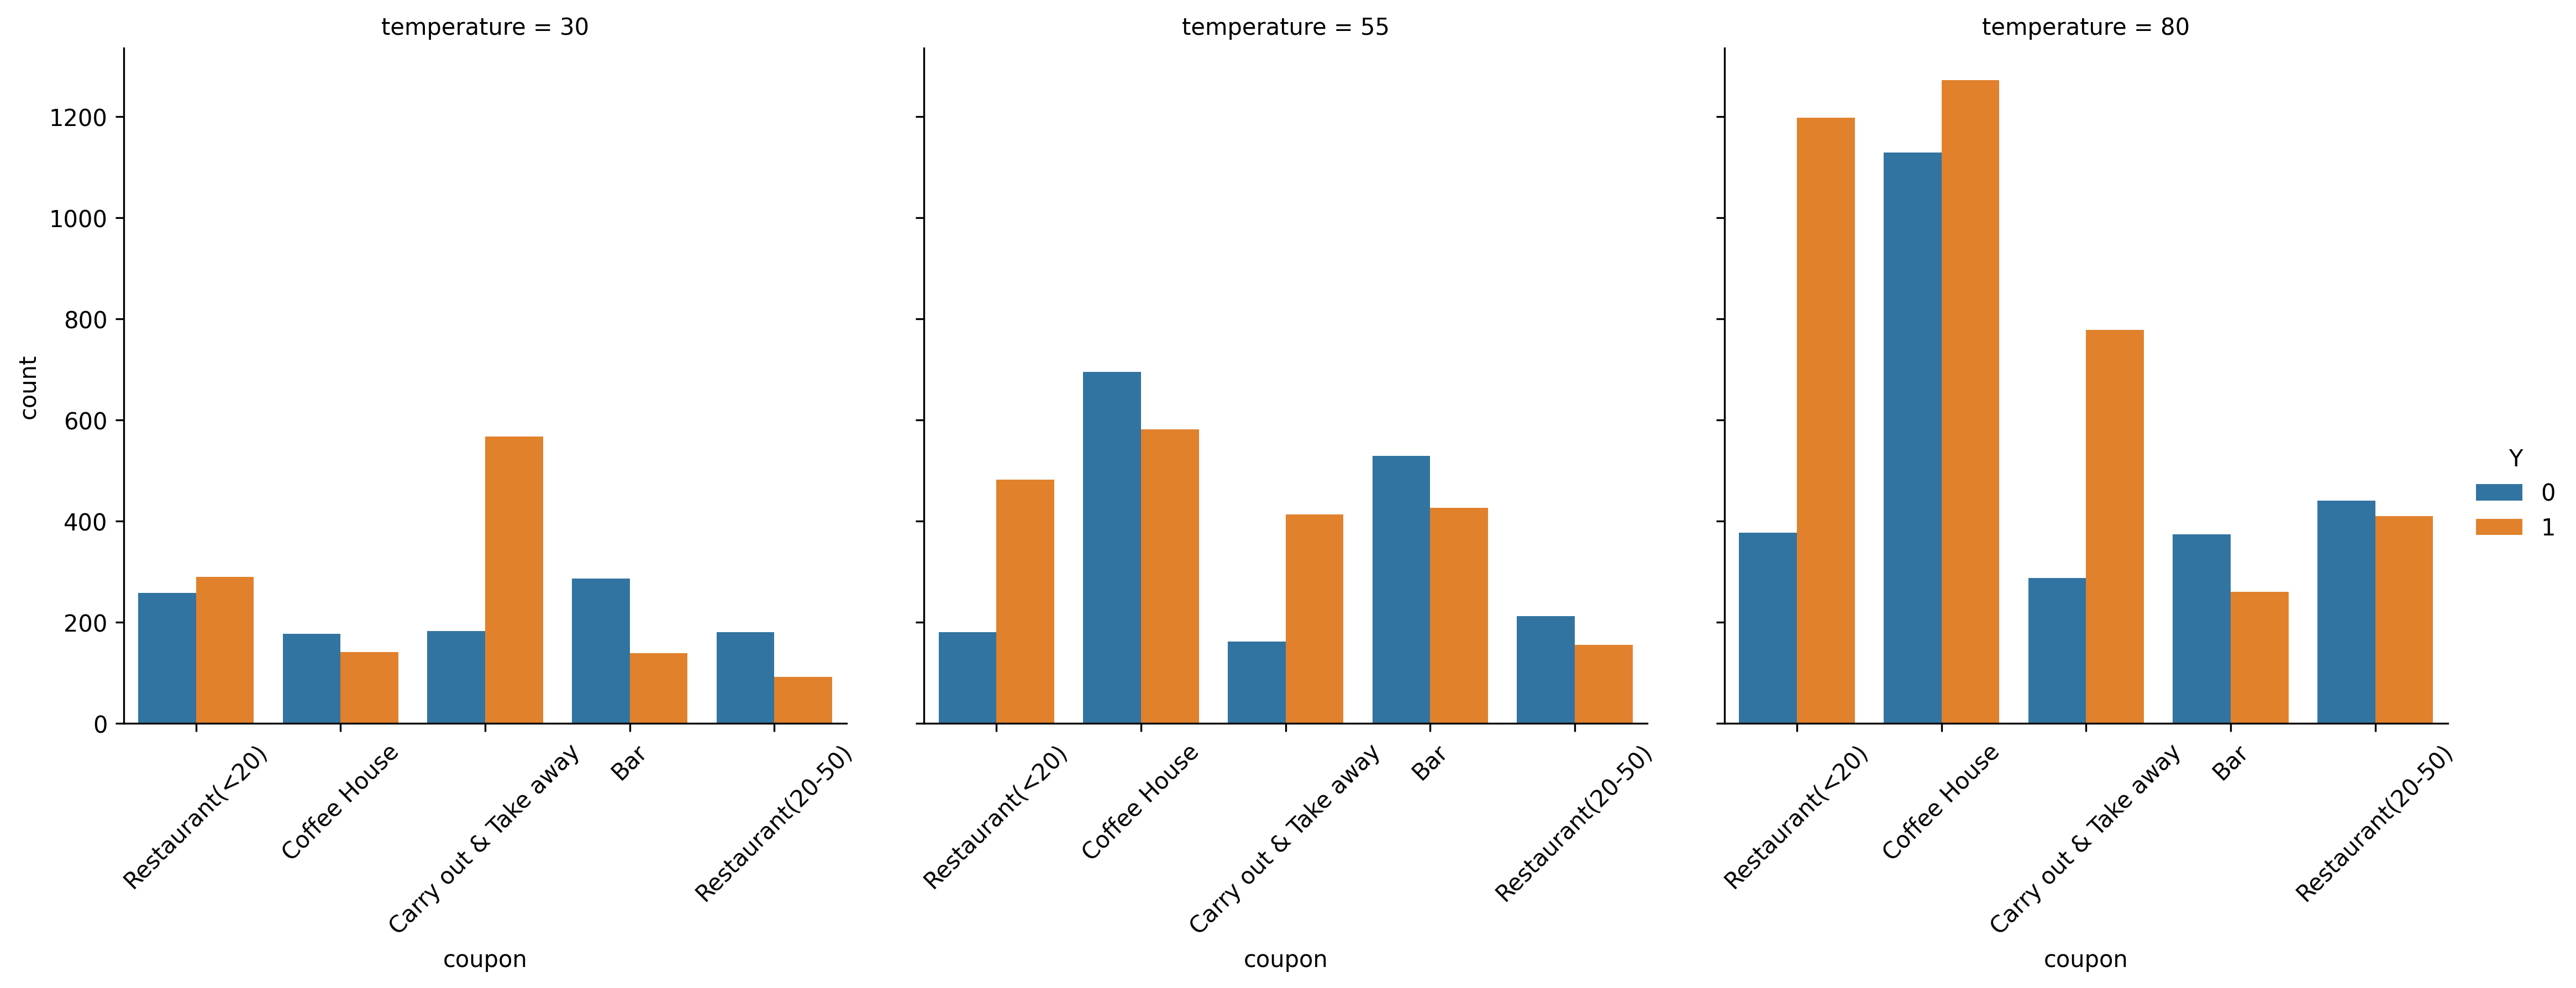 temperature = 30
temperature = 55
temperature = 80
count
1200
1000
800
600
400
200
0
Restaurant(<20)
Coffee House
Carry out & Take away
Bar
Restaurant(20-50)
coupon
Restaurant(<20)
Coffee House
Carry out & Take away
Bar
Restaurant(20-50)
coupon
Restaurant(<20)
Coffee House
Carry out & Take away
Bar
Restaurant(20-50)
coupon
Y
0
1